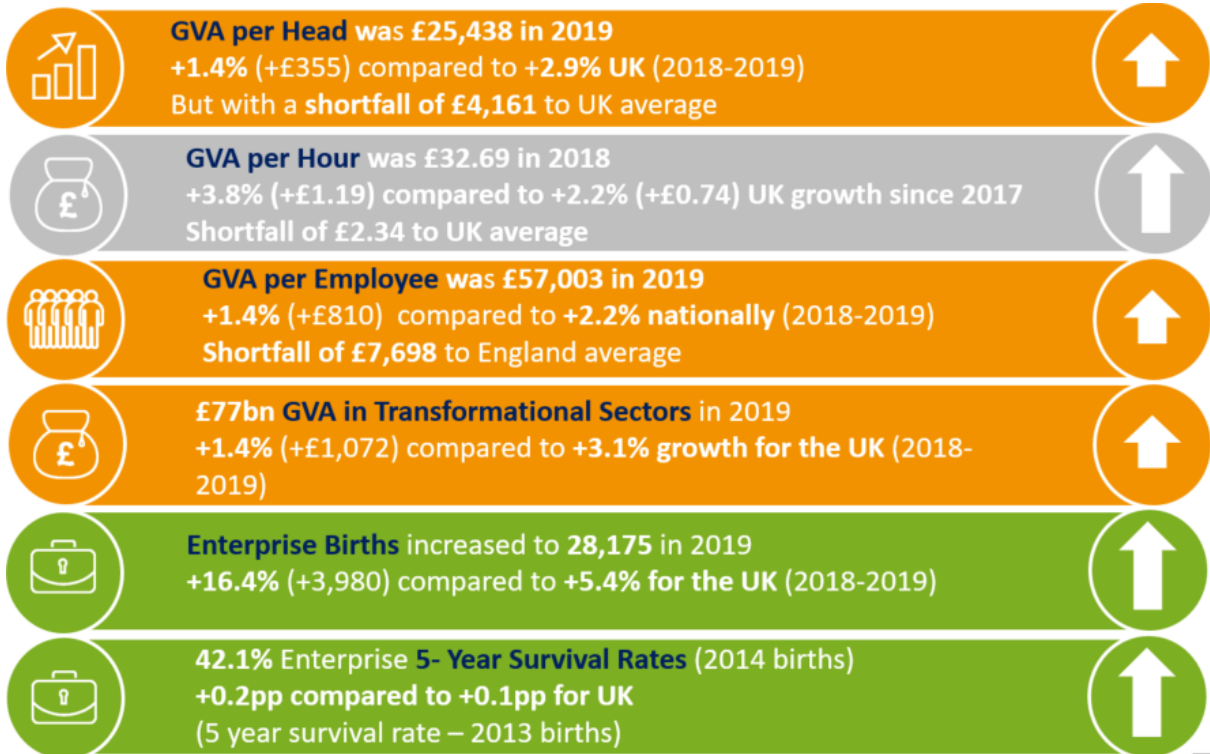 GVA per Head was £25,438 in 2019
+1.4% (+£355) compared to +2.9% UK (2018-2019)
But with a shortfall of £4,161 to UK average
£
GVA per Hour was £32.69 in 2018
+3.8% (+£1.19) compared to +2.2% (+£0.74) UK growth since 2017
Shortfall of £2.34 to UK average
GVA per Employee was £57,003 in 2019
+1.4% (+£810) compared to +2.2% nationally (2018-2019)
Shortfall of £7,698 to England average
£
£77bn GVA in Transformational Sectors in 2019
+1.4% (+£1,072) compared to +3.1% growth for the UK (2018-
2019)
Enterprise Births increased to 28,175 in 2019
+16.4% (+3,980) compared to +5.4% for the UK (2018-2019)
42.1% Enterprise 5- Year Survival Rates (2014 births)
+0.2pp compared to +0.1pp for UK
(5 year survival rate – 2013 births)